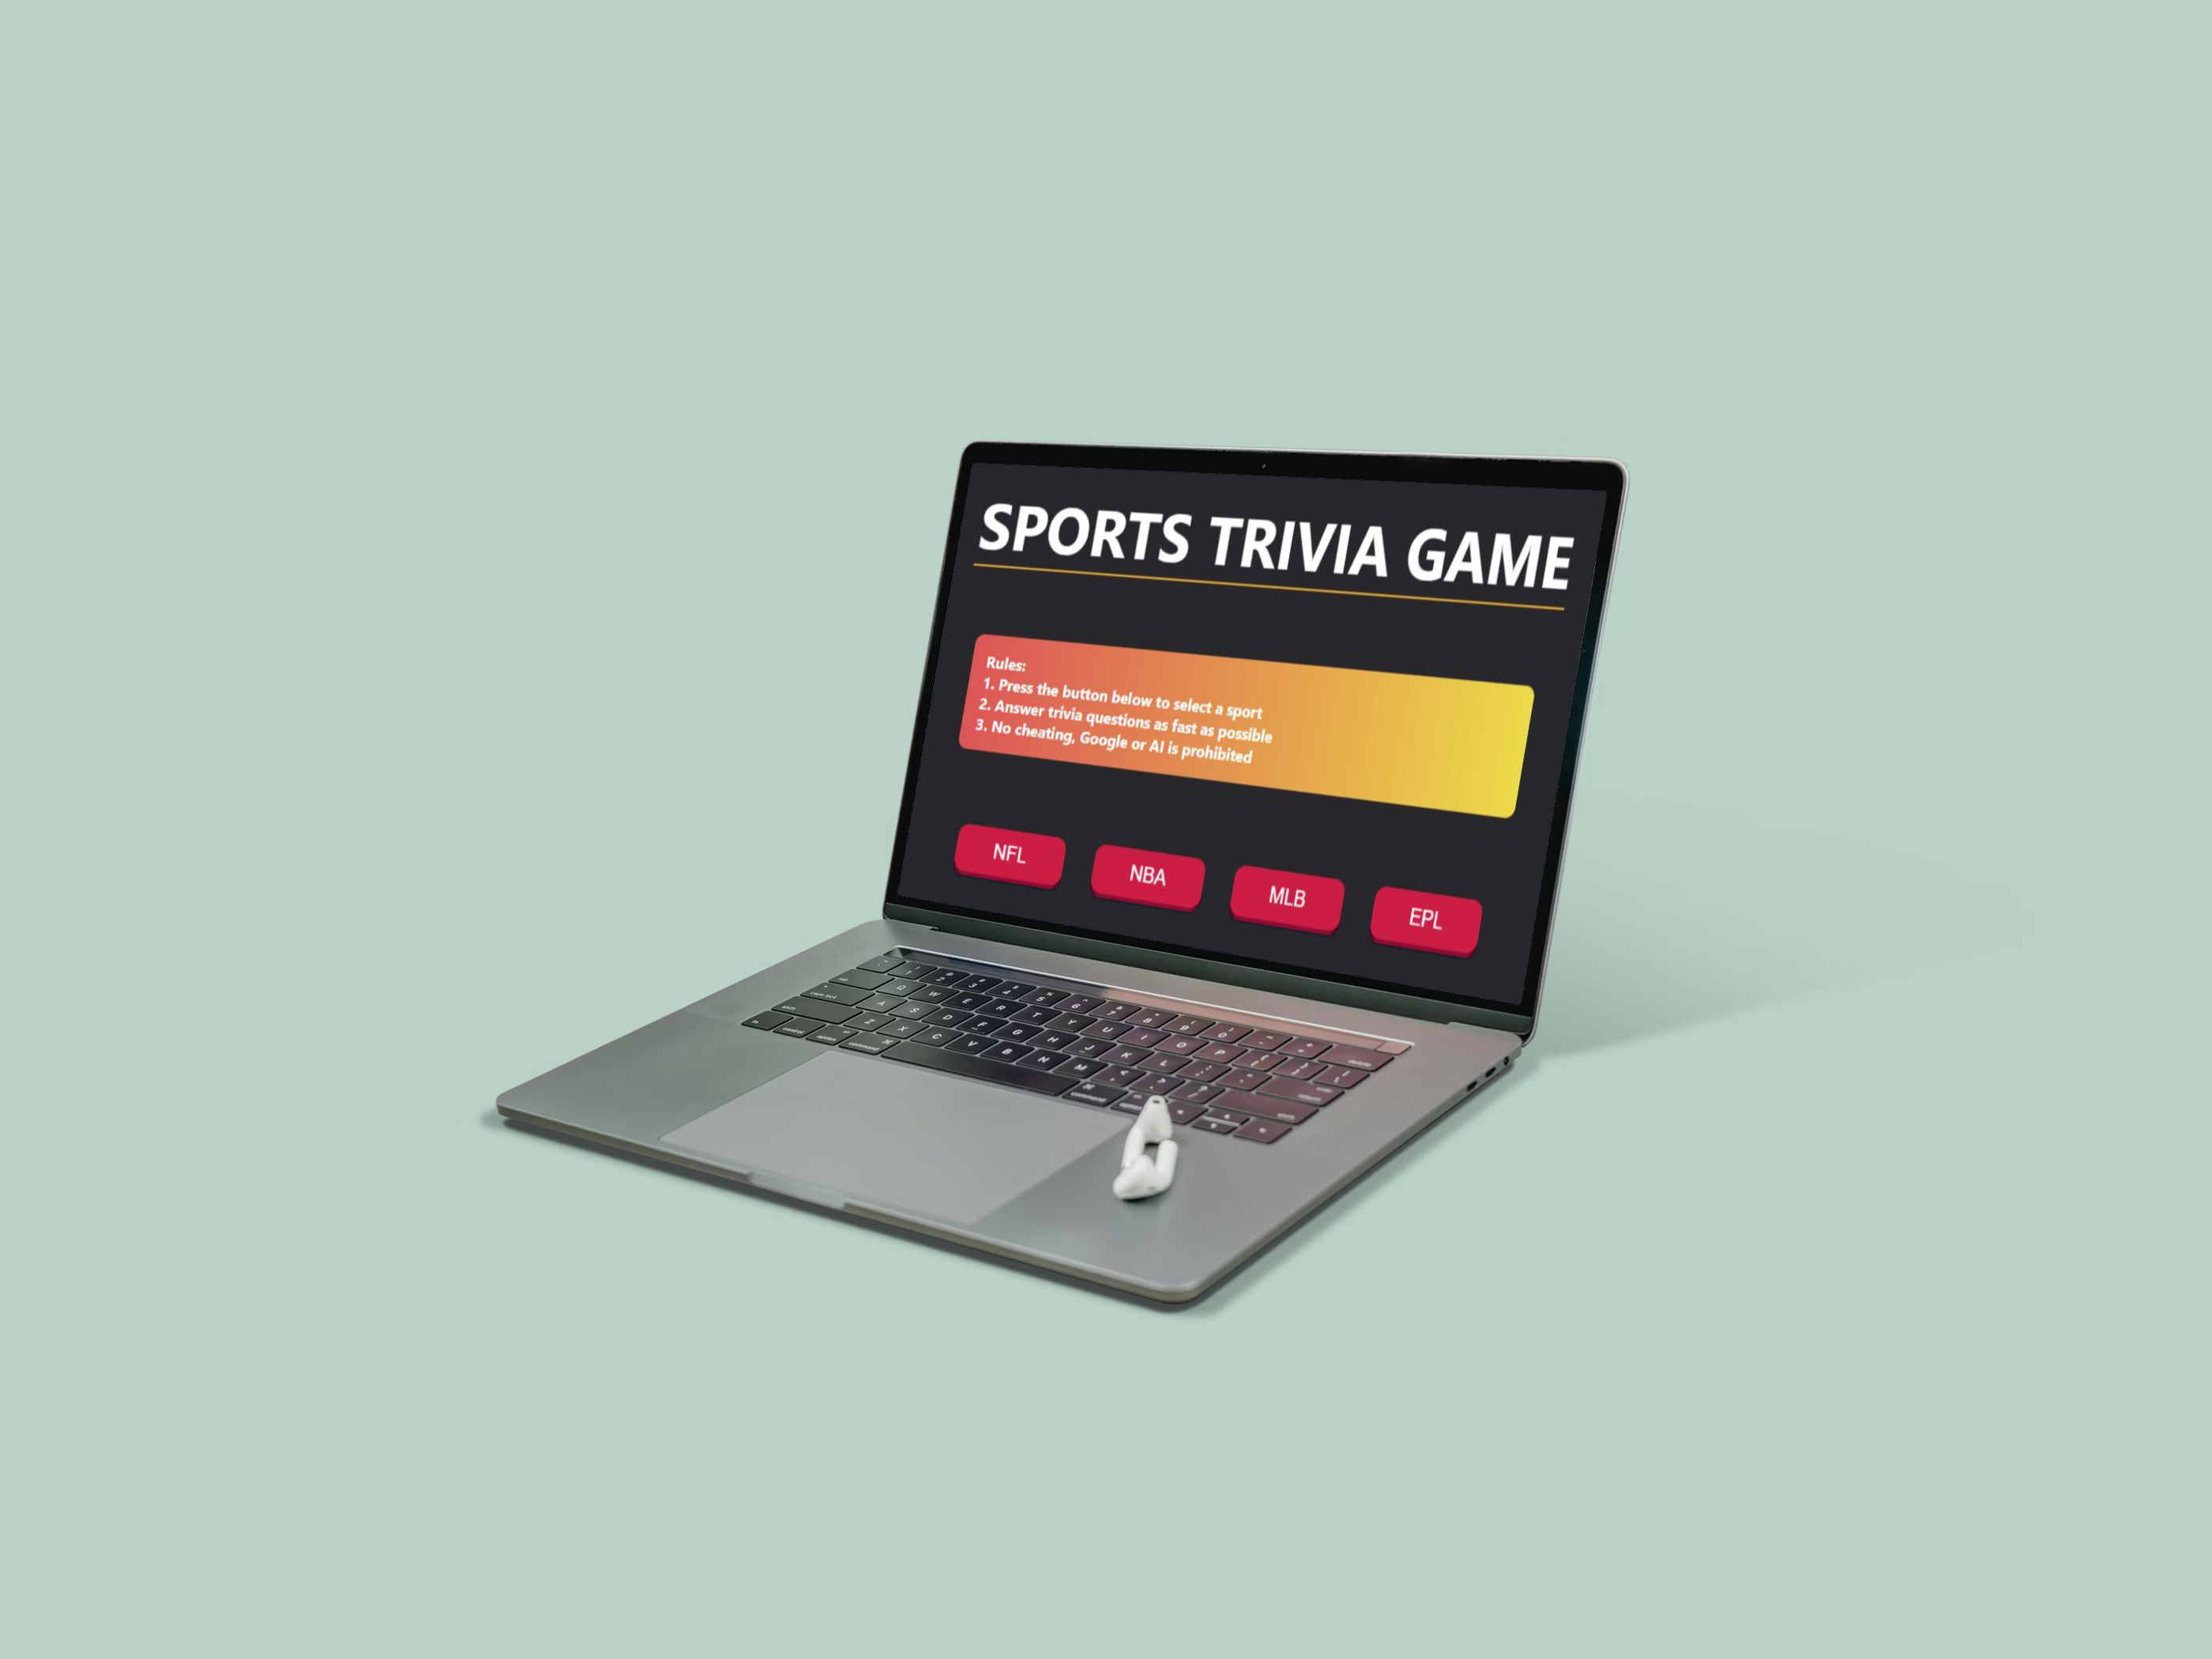 SPORTS TRIVIA GAME
Rules:
1. Press the button below to select a sport
2. Answer trivia questions as fast as possible
3. No cheating, Google or AI is prohibited
NFL
NBA
MLB
EPL